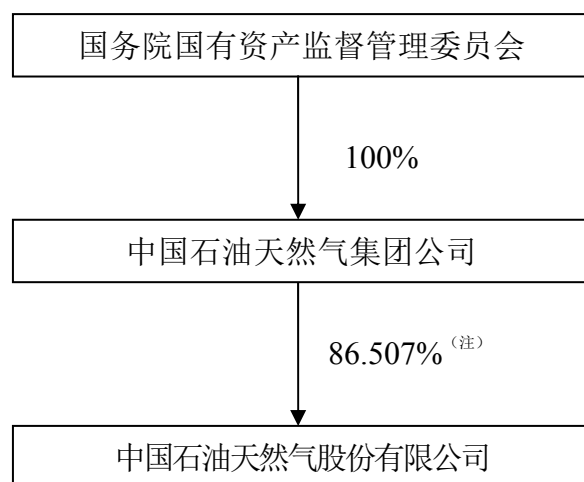 国务院国有资产监督管理委员会
100%
中国石油天然气集团公司
86.507%（注）
中国石油天然气股份有限公司